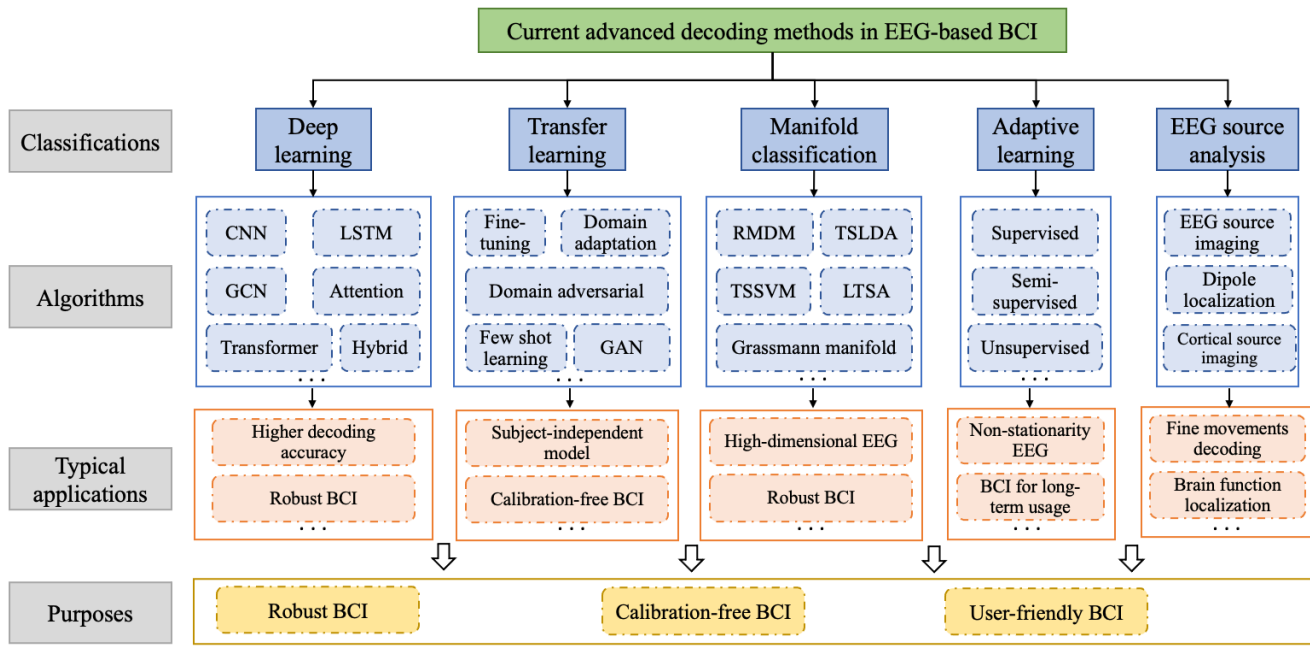 Current advanced decoding methods in EEG-based BCI
Classifications
Deep
learning
Transfer
learning
Manifold
classification
Adaptive
learning
EEG source
analysis
Algorithms
CNN
LSTM
GCN
Attention
Transformer
Hybrid
. . .
Fine-
tuning
Domain
adaptation
Domain adversarial
Few shot
learning
GAN
. . .
RMDM
TSLDA
TSSVM
LTSA
Grassmann manifold
. . .
Supervised
Semi-
supervised
Unsupervised
. . .
EEG source
imaging
Dipole
localization
Cortical source
imaging
. . .
Typical
applications
Higher decoding
accuracy
Robust BCI
. . .
Subject-independent
model
Calibration-free BCI
. . .
High-dimensional EEG
Robust BCI
. . .
Non-stationarity
EEG
BCI for long-
term usage
. . .
Fine movements
decoding
Brain function
localization
. . .
Purposes
Robust BCI
Calibration-free BCI
User-friendly BCI